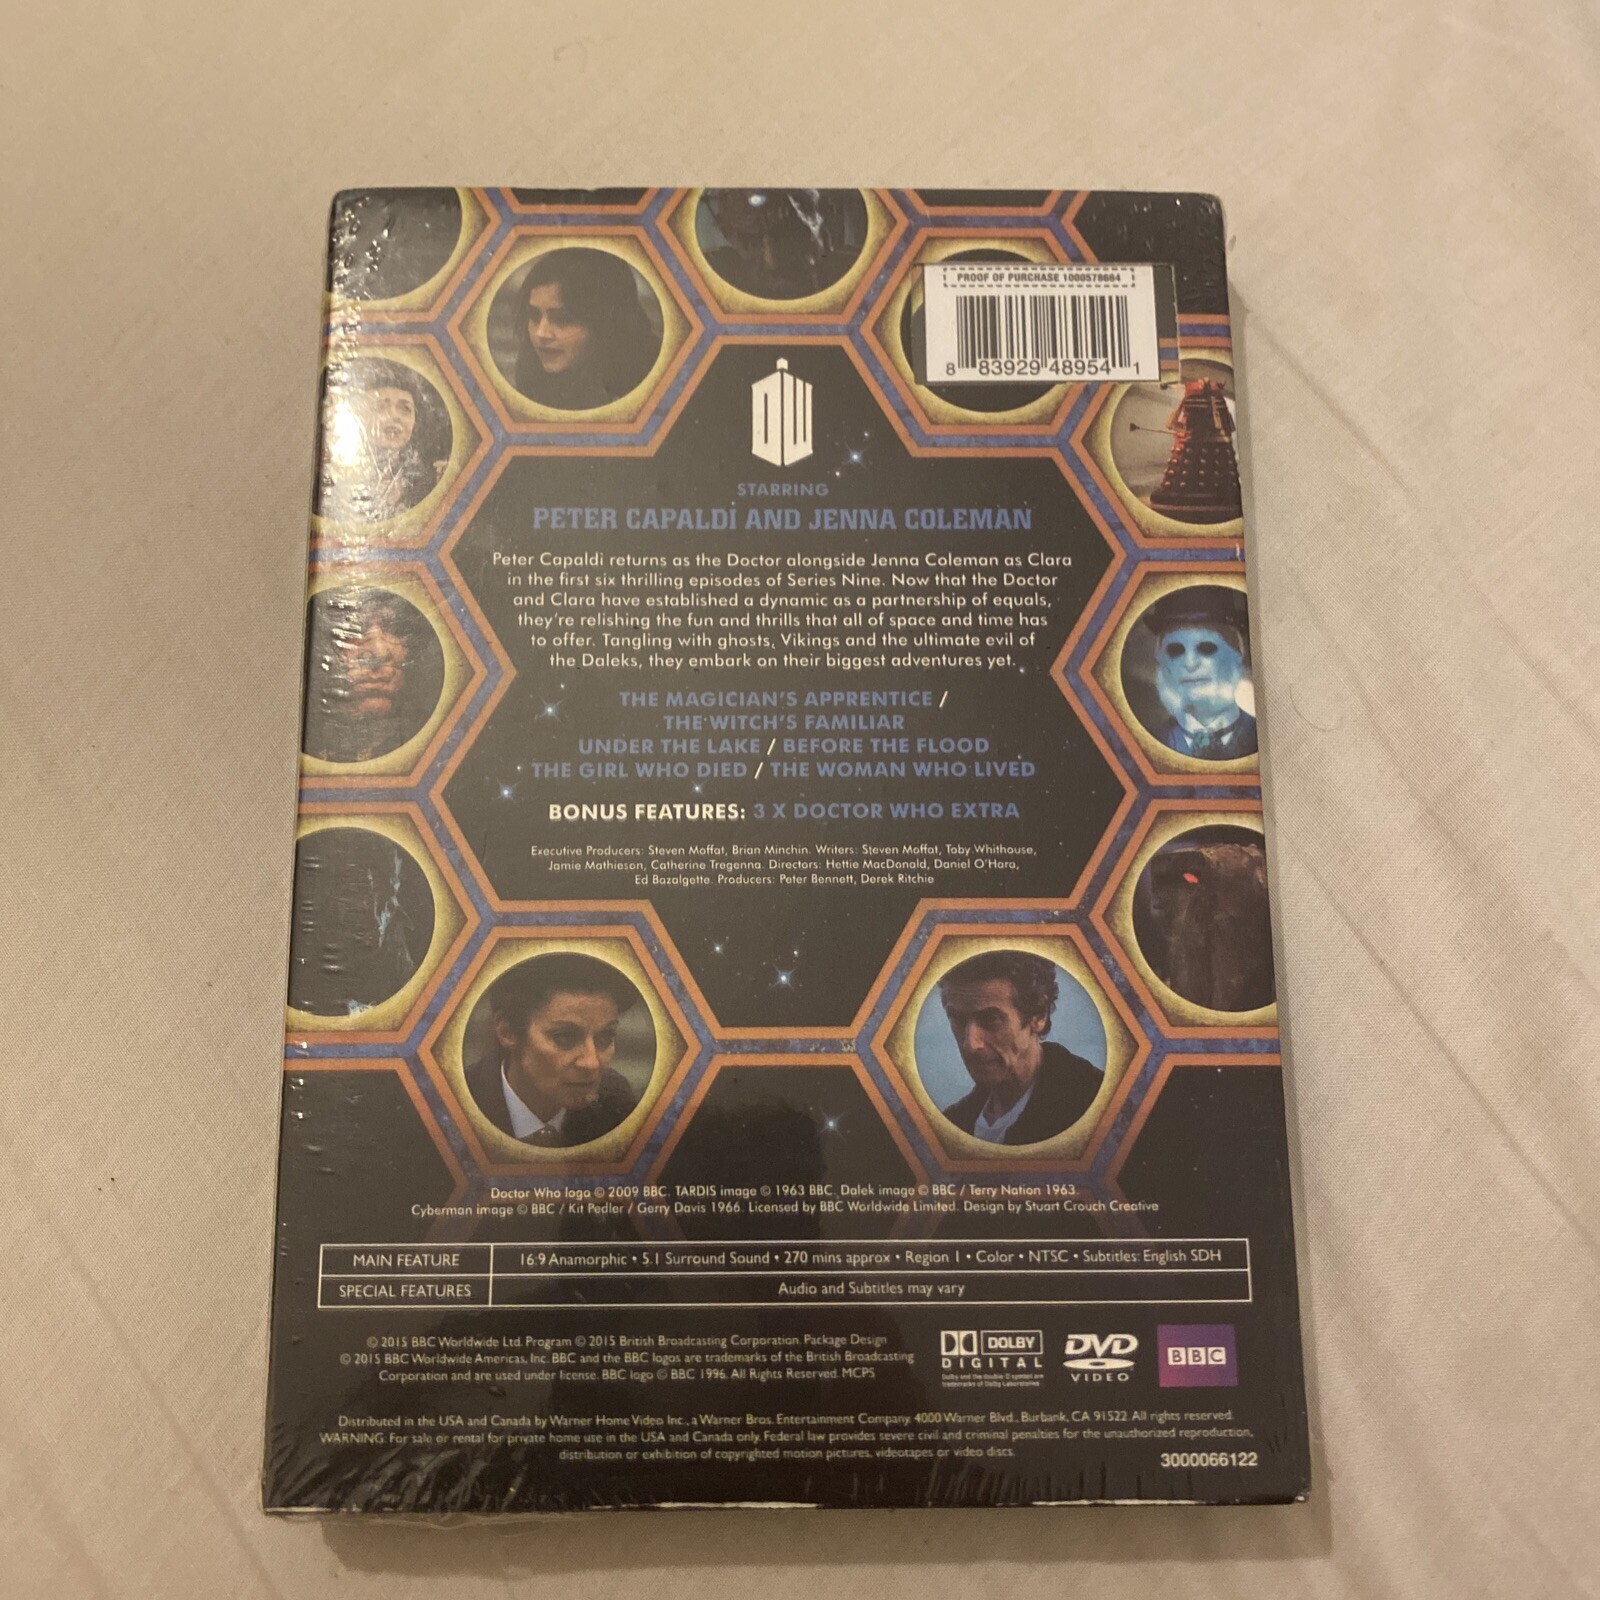 PROOF OF PURCHASE 1000578664
8 83929 48954 1
DW
STARRING
PETER CAPALDI AND JENNA COLEMAN
Peter Capaldi returns as the Doctor alongside Jenna Coleman as Clara
in the first six thrilling episodes of Series Nine. Now that the Doctor
and Clara have established a dynamic as a partnership of equals,
they're relishing the fun and thrills that all of space and time has
to offer. Tangling with ghosts, Vikings and the ultimate evil of
the Daleks, they embark on their biggest adventures yet.
THE MAGICIAN'S APPRENTICE /
THE WITCH'S FAMILIAR
UNDER THE LAKE / BEFORE THE FLOOD
THE GIRL WHO DIED / THE WOMAN WHO LIVED
BONUS FEATURES: 3 X DOCTOR WHO EXTRA
Executive Producers: Steven Moffat, Brian Minchin. Writers: Steven Moffat, Toby Whithouse,
Jamie Mathieson, Catherine Tregenna. Directors: Hettie MacDonald, Daniel O'Hara,
Ed Bazalgette. Producers: Peter Bennett, Derek Ritchie
Doctor Who logo © 2009 BBC. TARDIS image © 1963 BBC. Dalek image © BBC / Terry Nation 1963.
Cyberman image © BBC / Kit Pedler / Gerry Davis 1966. Licensed by BBC Worldwide Limited. Design by Stuart Crouch Creative
MAIN FEATURE 16:9 Anamorphic • 5.1 Surround Sound • 270 mins approx • Region 1 • Color • NTSC • Subtitles: English SDH
SPECIAL FEATURES Audio and Subtitles may vary
© 2015 BBC Worldwide Ltd. Program © 2015 British Broadcasting Corporation. Package Design
© 2015 BBC Worldwide Americas, Inc. BBC and the BBC logos are trademarks of the British Broadcasting
Corporation and are used under license. BBC logo © BBC 1996. All Rights Reserved. MCPS
DOLBY
DIGITAL
Dolby and the double D symbol are
trademarks of Dolby Laboratories
DVD
VIDEO
BBC
Distributed in the USA and Canada by Warner Home Video Inc., a Warner Bros. Entertainment Company. 4000 Warner Blvd., Burbank, CA 91522. All rights reserved.
WARNING: For sale or rental for private home use in the USA and Canada only. Federal law provides severe civil and criminal penalties for the unauthorized reproduction,
distribution or exhibition of copyrighted motion pictures, videotapes or video discs.
3000066122